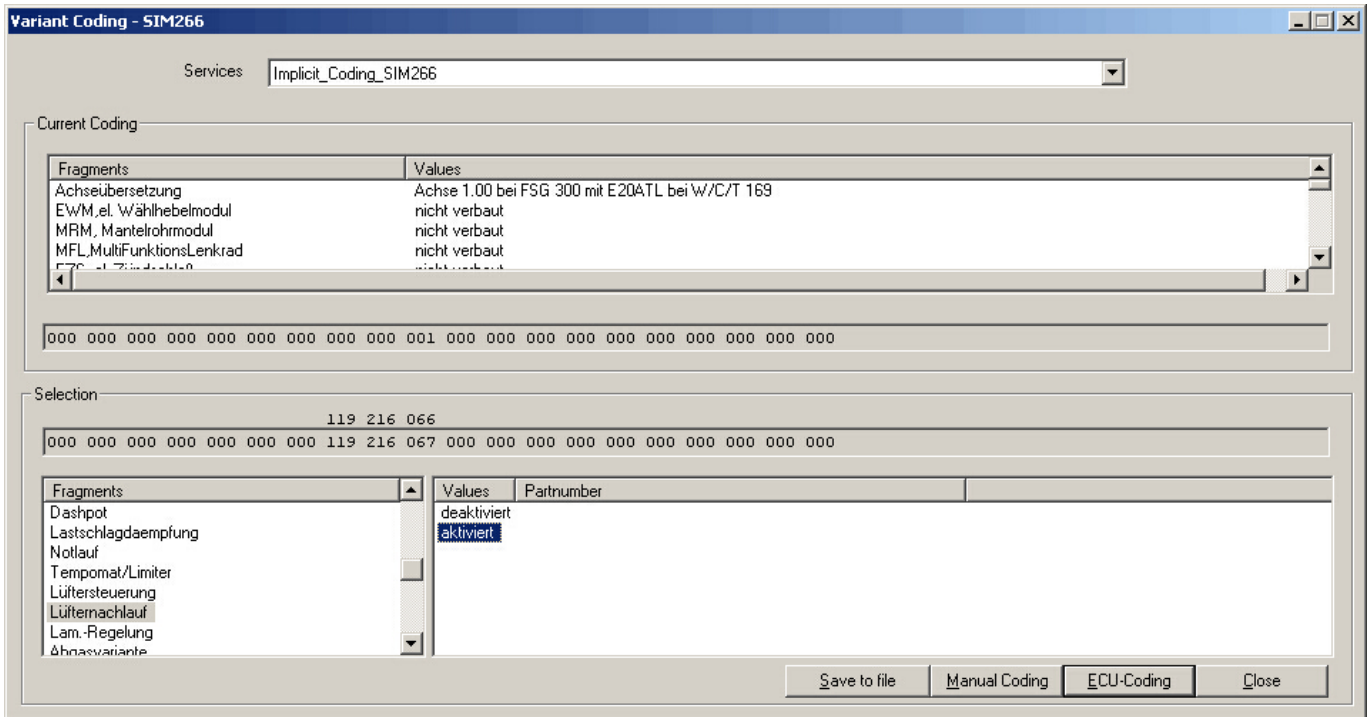 Variant Coding - SIM266
Services Implicit_Coding_SIM266
Current Coding
Fragments Values
Achseübersetzung Achse 1.00 bei FSG 300 mit E20ATL bei W/C/T 169
EWM,el. Wählhebelmodul nicht verbaut
MRM, Mantelrohrmodul nicht verbaut
MFL,MultiFunktionsLenkrad nicht verbaut
000 000 000 000 000 000 000 000 000 001 000 000 000 000 000 000 000 000 000 000
Selection
119 216 066
000 000 000 000 000 000 000 119 216 067 000 000 000 000 000 000 000 000 000 000
Fragments Values Partnumber
Dashpot deaktiviert
Lastschlagdaempfung aktiviert
Notlauf
Tempomat/Limiter
Lüftersteuerung
Lüfternachlauf
Lam.-Regelung
Abgasvariante
Save to file Manual Coding ECU-Coding Close